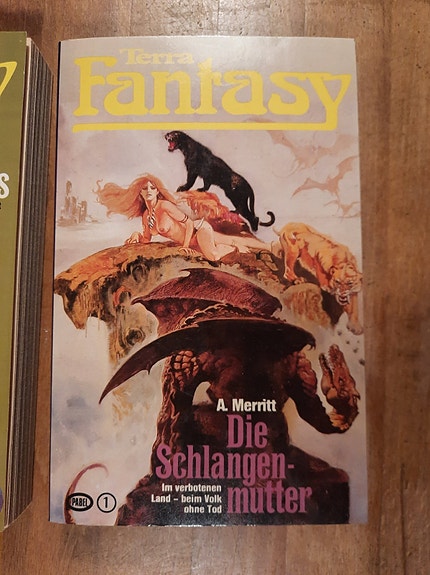 Terra
Fantasy
A. Merritt
Die
Schlangen-
mutter
Im verbotenen
Land – beim Volk
ohne Tod
PABEL
1